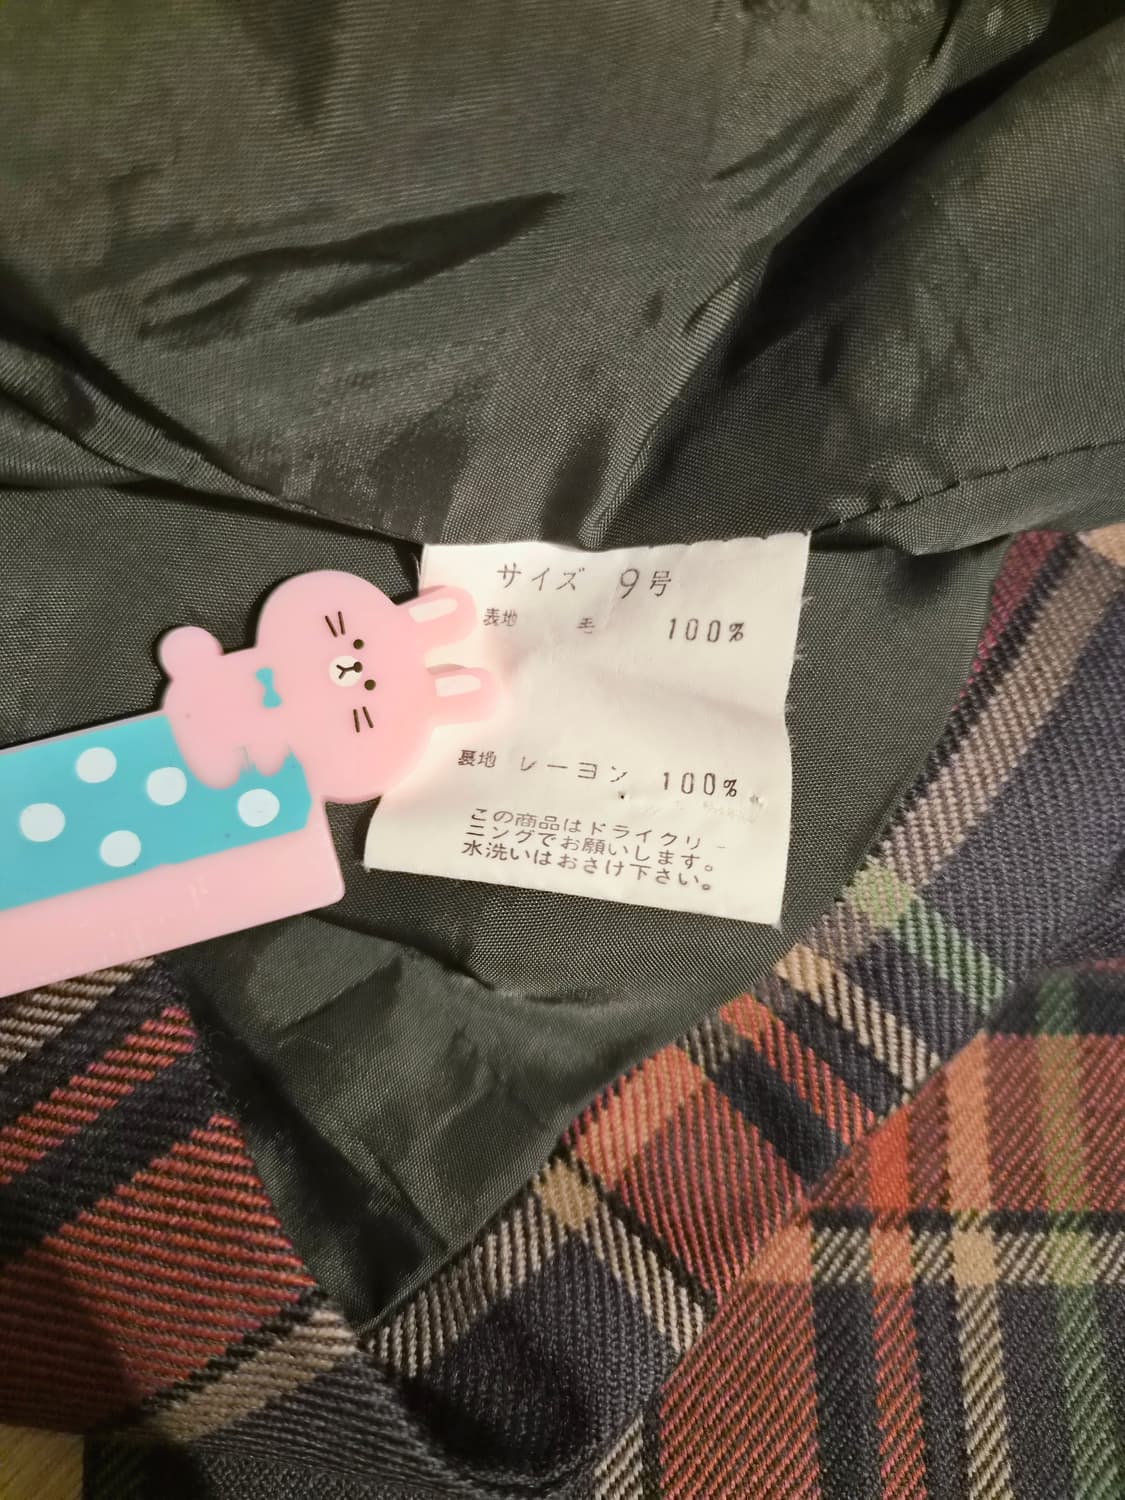 サイズ 9号
表地 毛 100%
裏地 レーヨン 100%
この商品はドライクリー
ニングでお願いします。
水洗いはおさけ下さい。